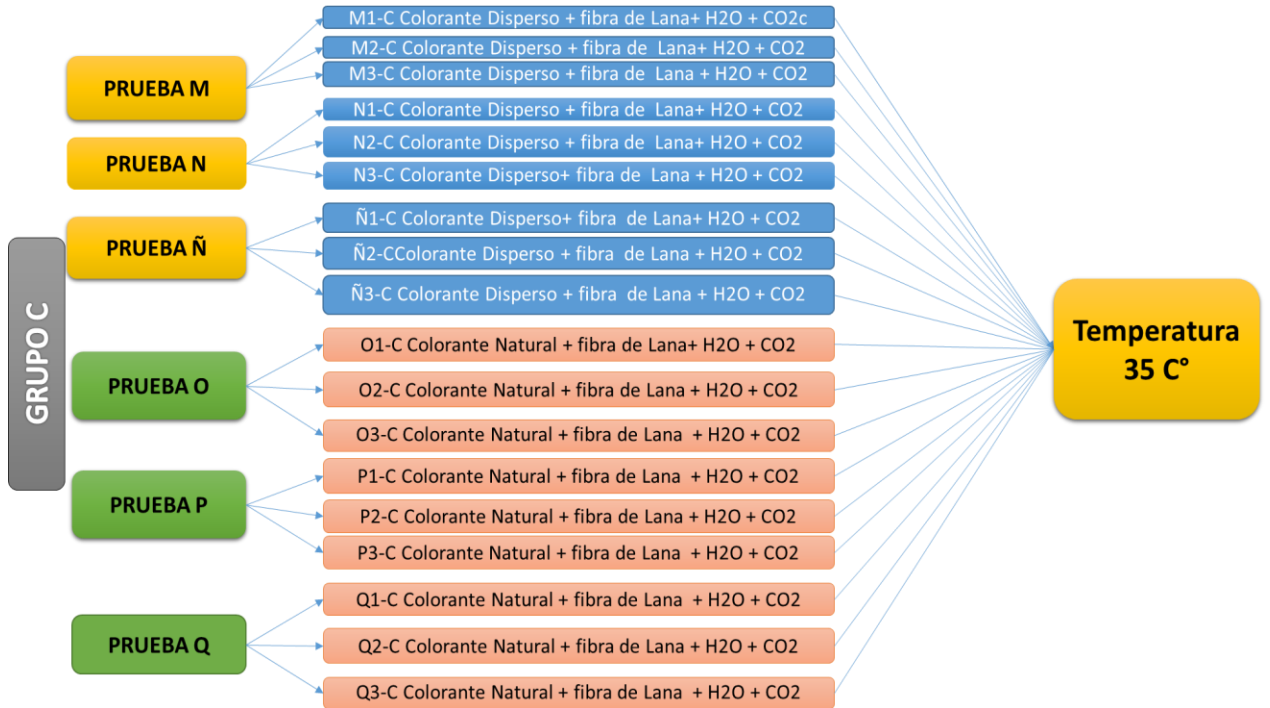 GRUPO C
PRUEBA M
M1-C Colorante Disperso + fibra de Lana+ H2O + CO2c
M2-C Colorante Disperso + fibra de Lana+ H2O + CO2
M3-C Colorante Disperso + fibra de Lana + H2O + CO2
PRUEBA N
N1-C Colorante Disperso + fibra de Lana+ H2O + CO2
N2-C Colorante Disperso + fibra de Lana+ H2O + CO2
N3-C Colorante Disperso+ fibra de Lana + H2O + CO2
PRUEBA Ñ
Ñ1-C Colorante Disperso+ fibra de Lana+ H2O + CO2
Ñ2-CColorante Disperso + fibra de Lana + H2O + CO2
Ñ3-C Colorante Disperso + fibra de Lana + H2O + CO2
PRUEBA O
O1-C Colorante Natural + fibra de Lana+ H2O + CO2
O2-C Colorante Natural + fibra de Lana + H2O + CO2
O3-C Colorante Natural + fibra de Lana + H2O + CO2
PRUEBA P
P1-C Colorante Natural + fibra de Lana + H2O + CO2
P2-C Colorante Natural + fibra de Lana + H2O + CO2
P3-C Colorante Natural + fibra de Lana + H2O + CO2
PRUEBA Q
Q1-C Colorante Natural + fibra de Lana + H2O + CO2
Q2-C Colorante Natural + fibra de Lana + H2O + CO2
Q3-C Colorante Natural + fibra de Lana + H2O + CO2
Temperatura
35 C°